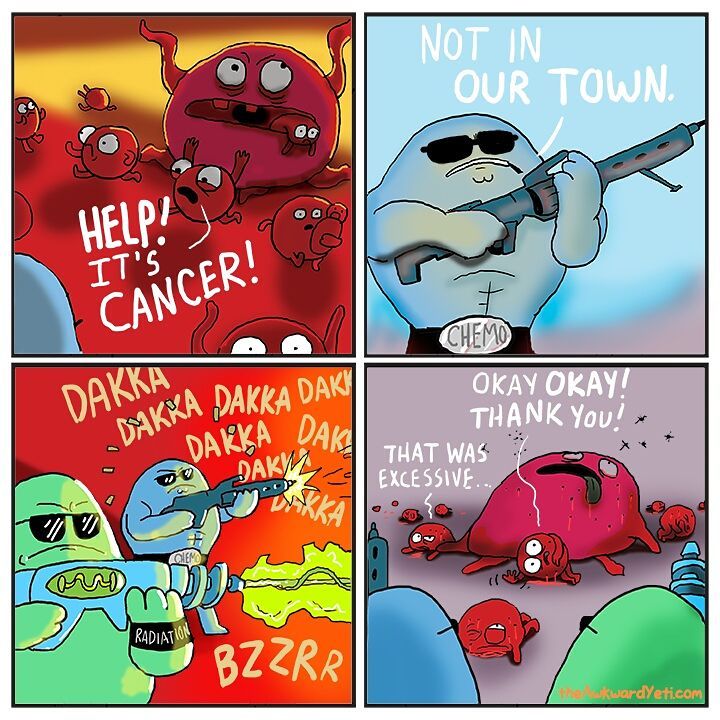 HELP!
IT'S
CANCER!
NOT IN
OUR TOWN.
CHEMO
DAKKA
DAKKA DAKKA DAKK
DAKKA DAK
DAKK
DAKKA
CHEMO
RADIATION
BZZRR
OKAY OKAY!
THANK YOU!
THAT WAS
EXCESSIVE...
theAwkwardYeti.com